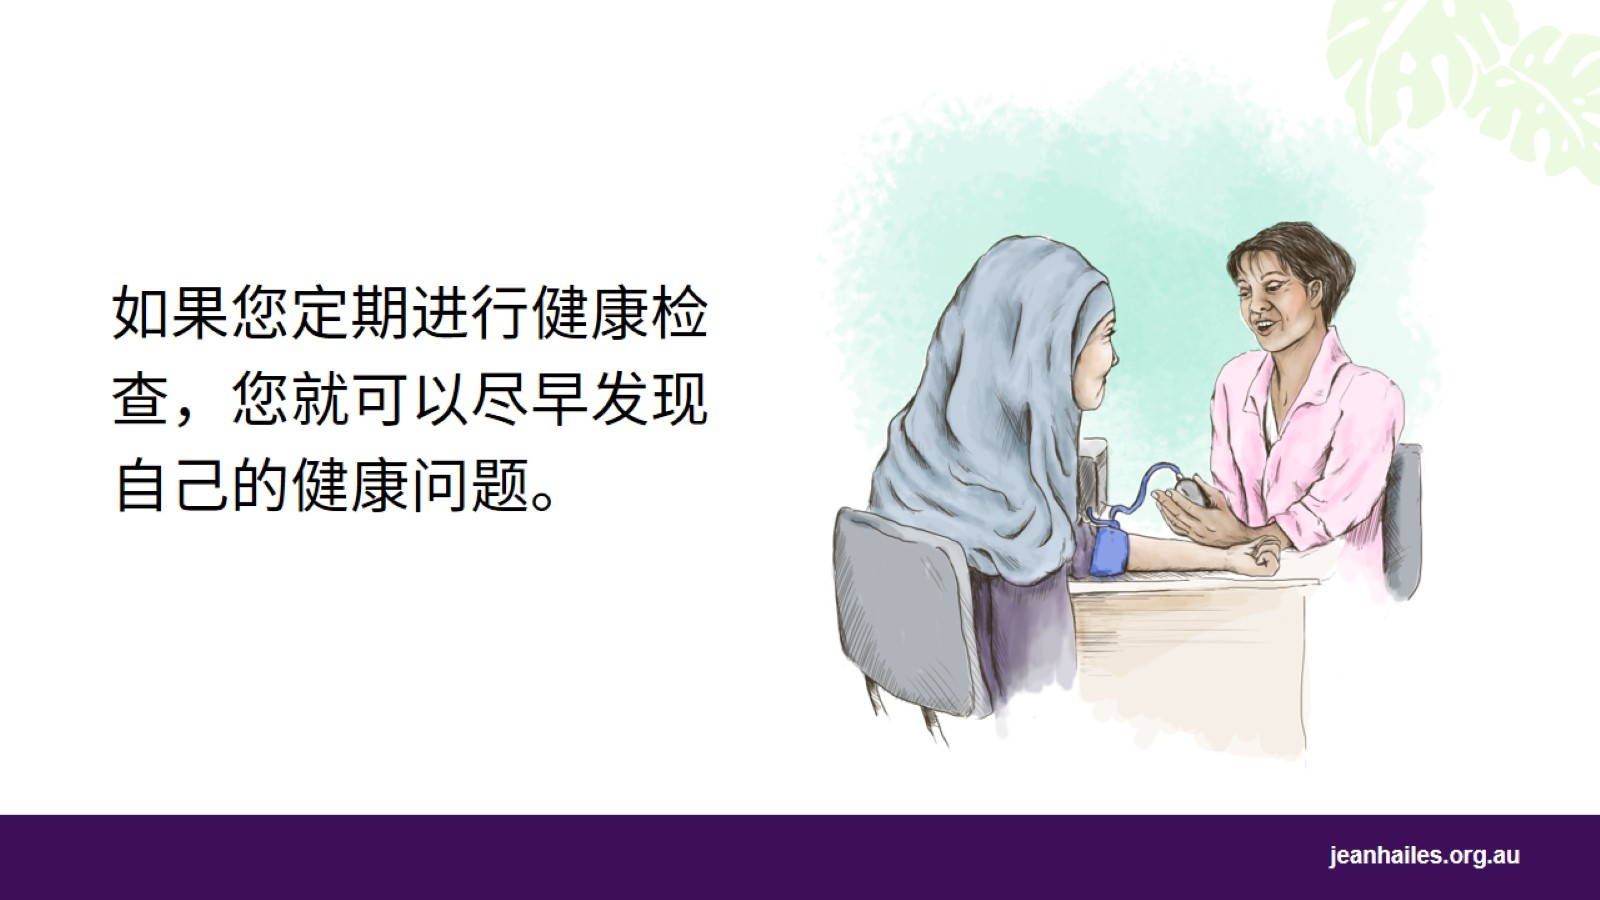 如果您定期进行健康检
查，您就可以尽早发现
自己的健康问题。
jeanhailes.org.au